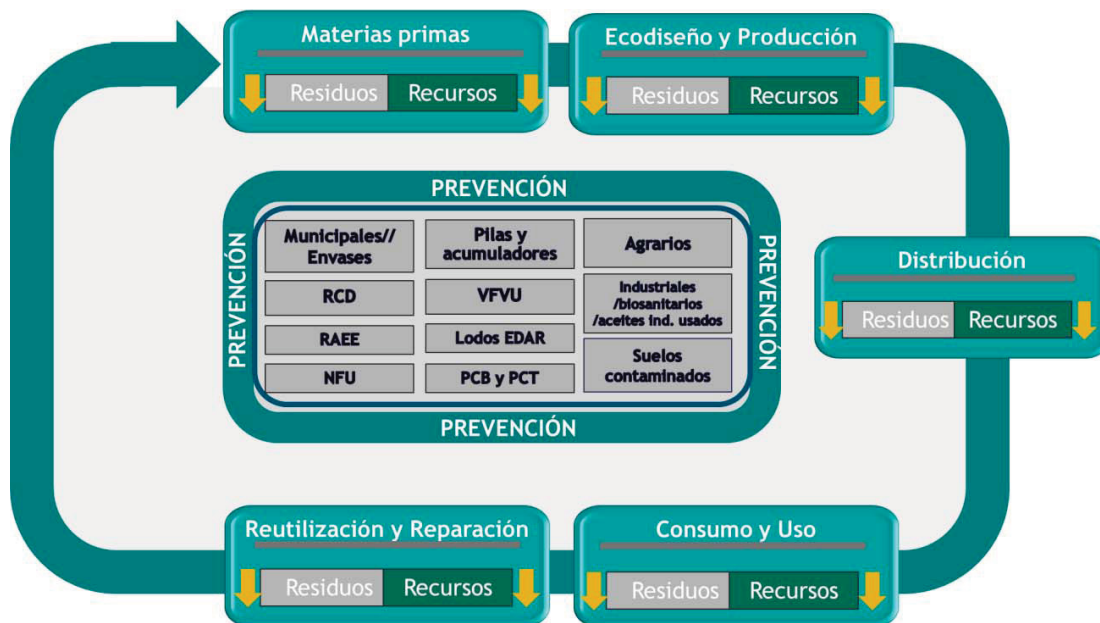 Materias primas
Residuos Recursos
Ecodiseño y Producción
Residuos Recursos
PREVENCIÓN
PREVENCIÓN
Municipales//
Envases
Pilas y
acumuladores
Agrarios
RCD
VFVU
Industriales
/biosanitarios
/aceites ind. usados
RAEE
Lodos EDAR
Suelos
contaminados
NFU
PCB y PCT
PREVENCIÓN
PREVENCIÓN
Distribución
Residuos Recursos
Reutilización y Reparación
Residuos Recursos
Consumo y Uso
Residuos Recursos